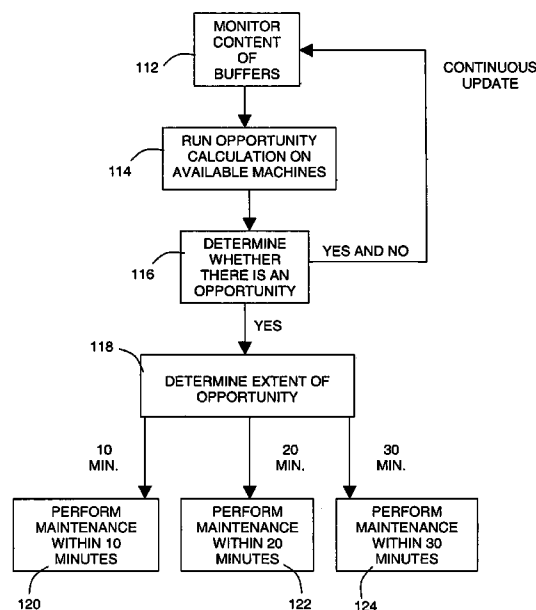 MONITOR
CONTENT
OF
BUFFERS
112
CONTINUOUS
UPDATE
RUN OPPORTUNITY
CALCULATION ON
AVAILABLE MACHINES
114
DETERMINE
WHETHER
THERE IS AN
OPPORTUNITY
116
YES AND NO
YES
118
DETERMINE EXTENT OF
OPPORTUNITY
10
MIN.
20
MIN.
30
MIN.
PERFORM
MAINTENANCE
WITHIN 10
MINUTES
PERFORM
MAINTENANCE
WITHIN 20
MINUTES
PERFORM
MAINTENANCE
WITHIN 30
MINUTES
120
122
124